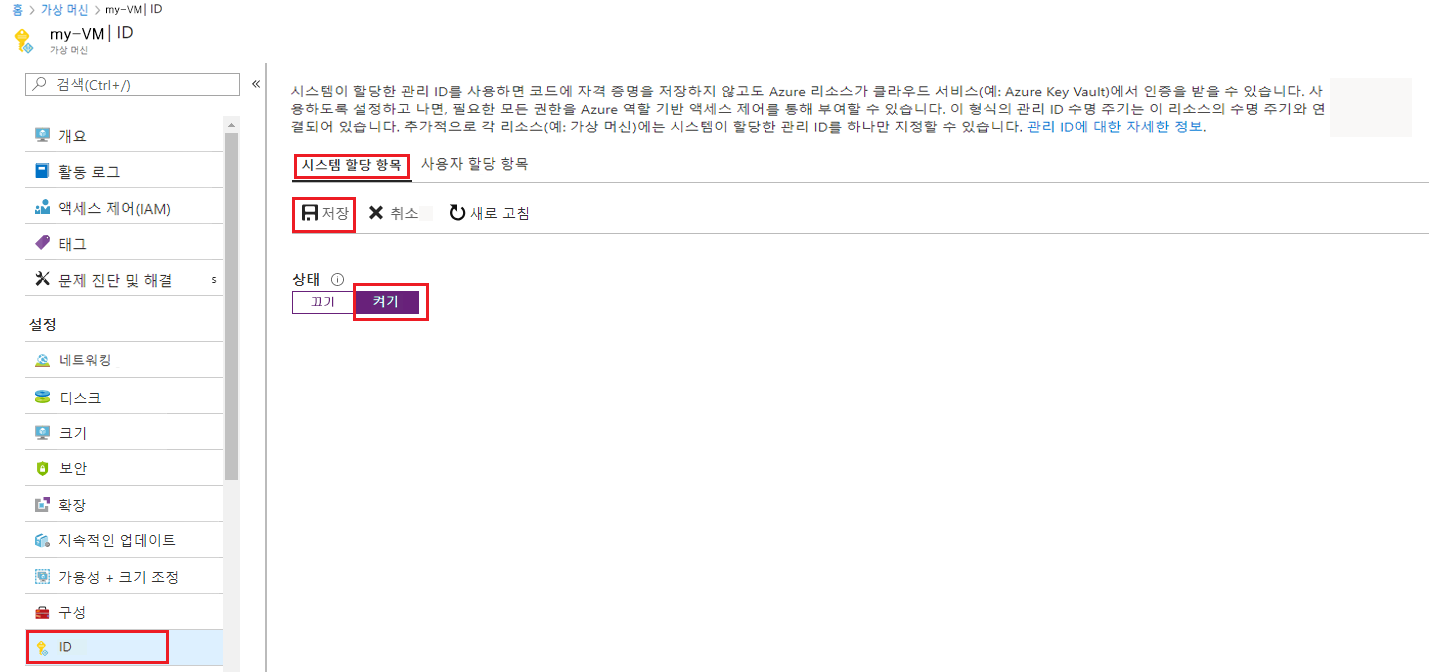 홈 > 가상 머신 > my-VM| ID
my-VM| ID
가상 머신
검색(Ctrl+/)
«
개요
활동 로그
액세스 제어(IAM)
태그
문제 진단 및 해결 s
설정
네트워킹
디스크
크기
보안
확장
지속적인 업데이트
가용성 + 크기 조정
구성
ID
시스템이 할당한 관리 ID를 사용하면 코드에 자격 증명을 저장하지 않고도 Azure 리소스가 클라우드 서비스(예: Azure Key Vault)에서 인증을 받을 수 있습니다. 사
용하도록 설정하고 나면, 필요한 모든 권한을 Azure 역할 기반 액세스 제어를 통해 부여할 수 있습니다. 이 형식의 관리 ID 수명 주기는 이 리소스의 수명 주기와 연
결되어 있습니다. 추가적으로 각 리소스(예: 가상 머신)에는 시스템이 할당한 관리 ID를 하나만 지정할 수 있습니다. 관리 ID에 대한 자세한 정보.
시스템 할당 항목 사용자 할당 항목
저장 취소 새로 고침
상태
끄기 켜기